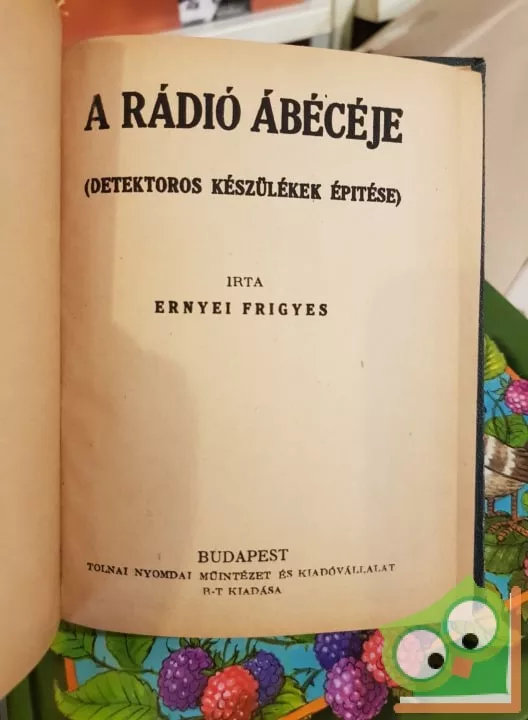 A RÁDIÓ ÁBÉCÉJE
(DETEKTOROS KÉSZÜLÉKEK ÉPITÉSE)
IRTA
ERNYEI FRIGYES
BUDAPEST
TOLNAI NYOMDAI MŰINTÉZET ÉS KIADÓVÁLLALAT
R-T KIADÁSA